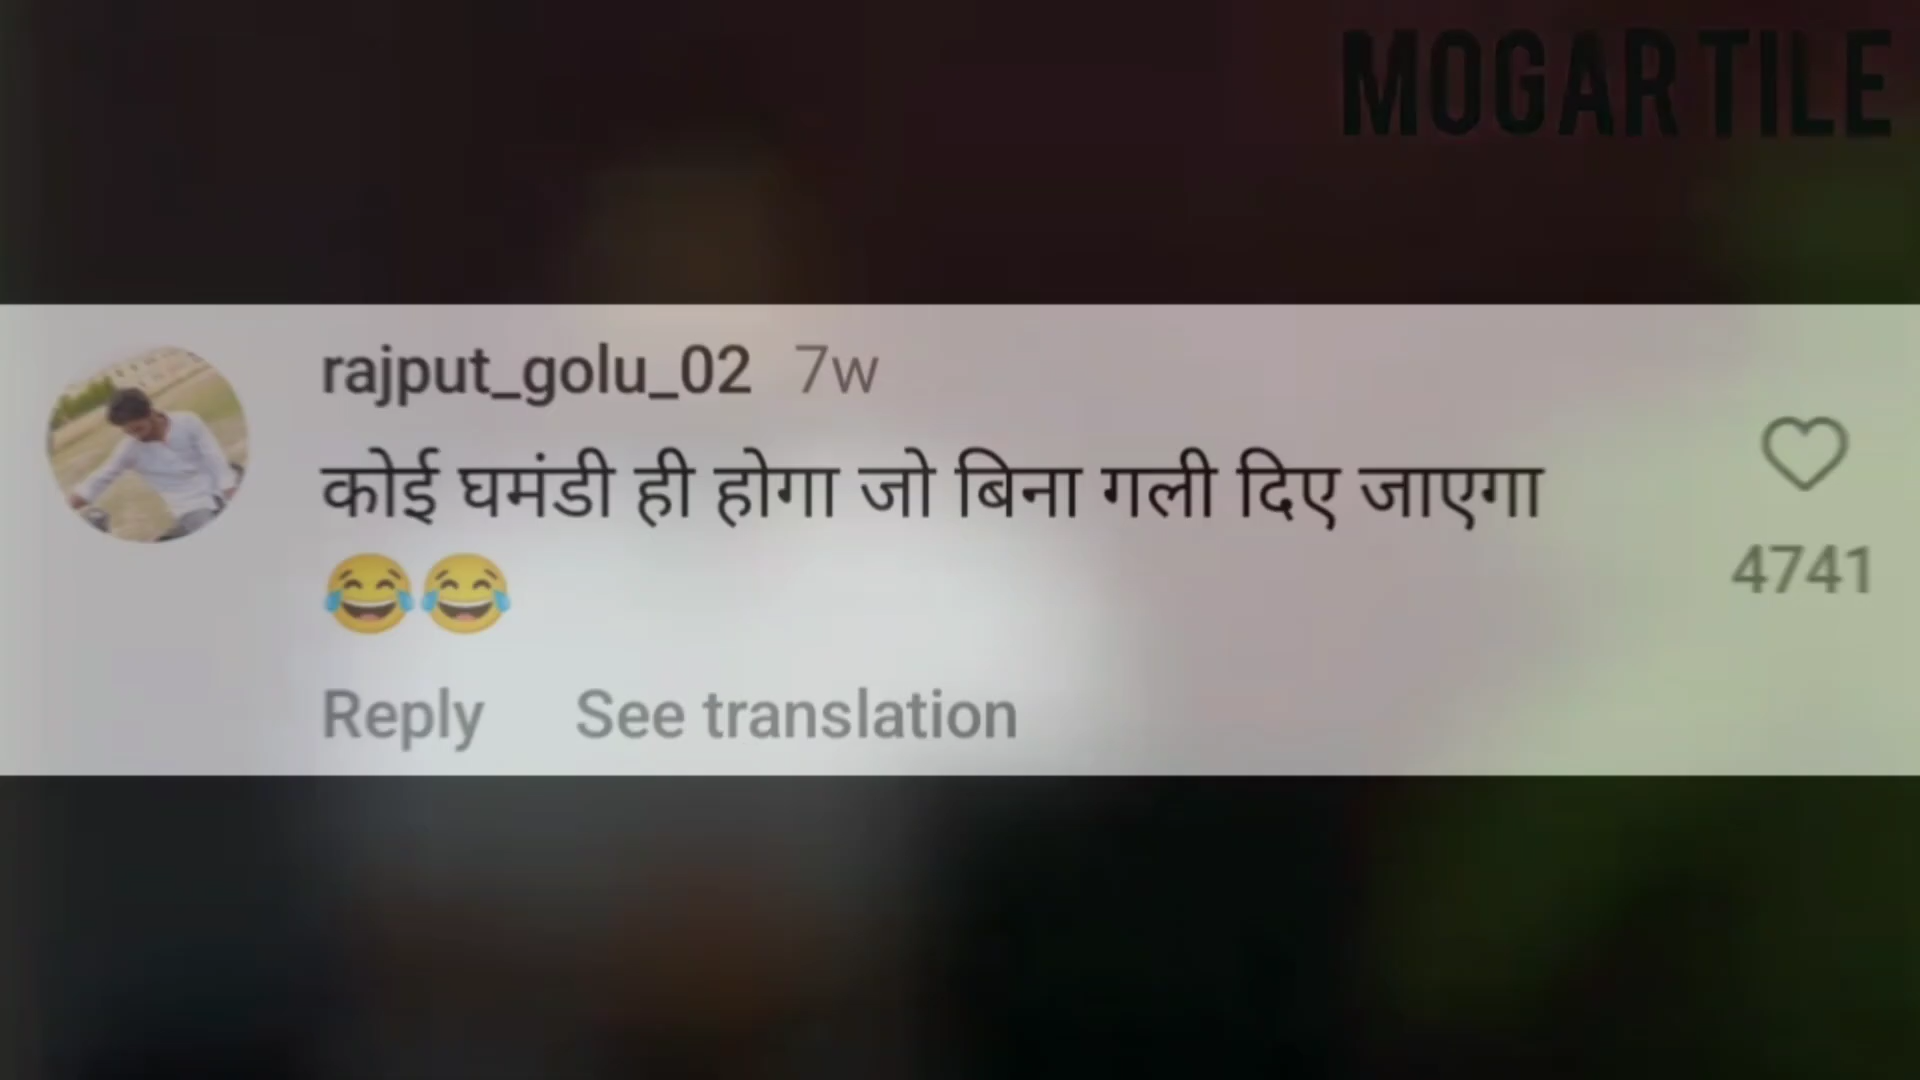 MOGAR TILE
rajput_golu_02 7w
कोई घमंडी ही होगा जो बिना गली दिए जाएगा
😂😂
4741
Reply See translation